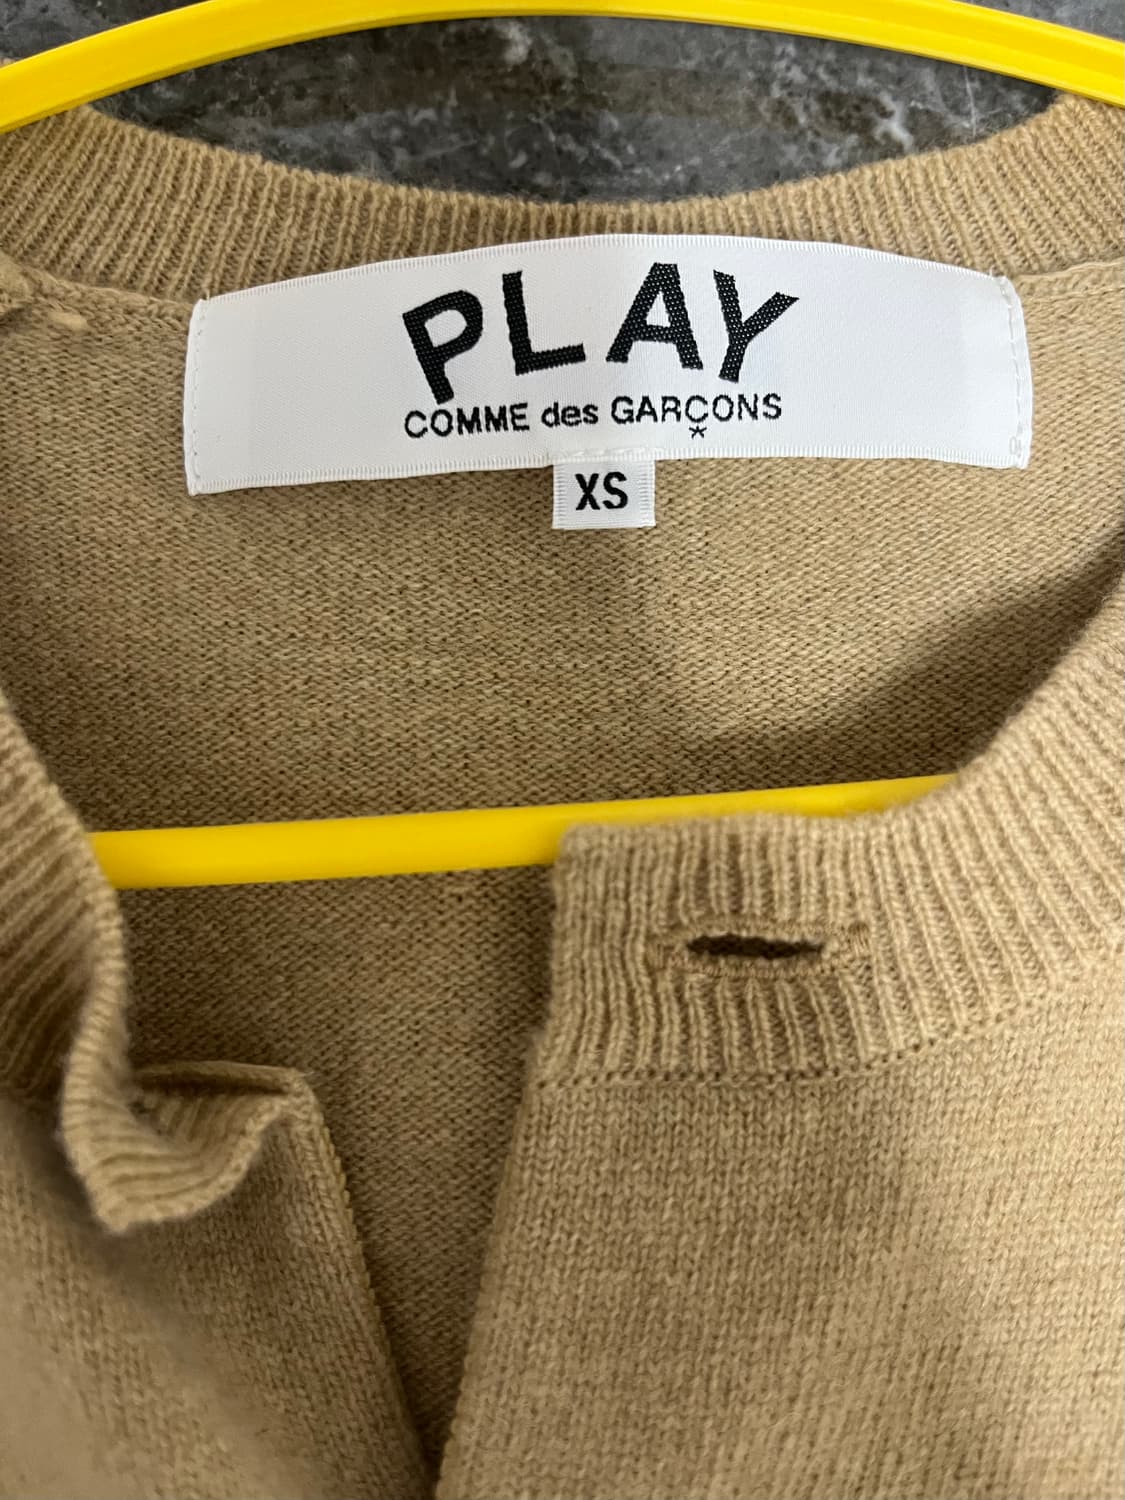 PLAY
COMME des GARÇONS
*
XS